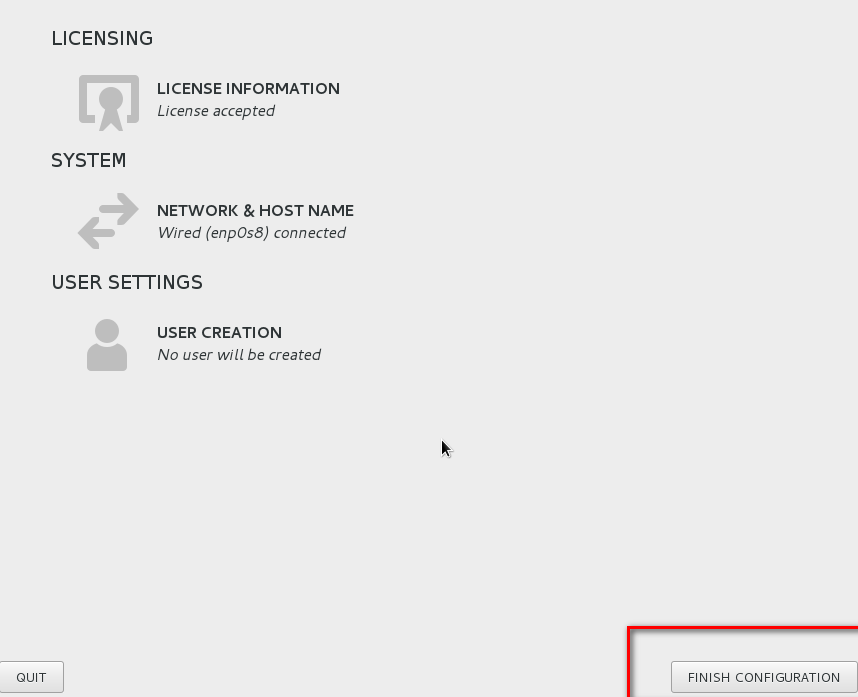 LICENSING
LICENSE INFORMATION
License accepted
SYSTEM
NETWORK & HOST NAME
Wired (enp0s8) connected
USER SETTINGS
USER CREATION
No user will be created
QUIT
FINISH CONFIGURATION